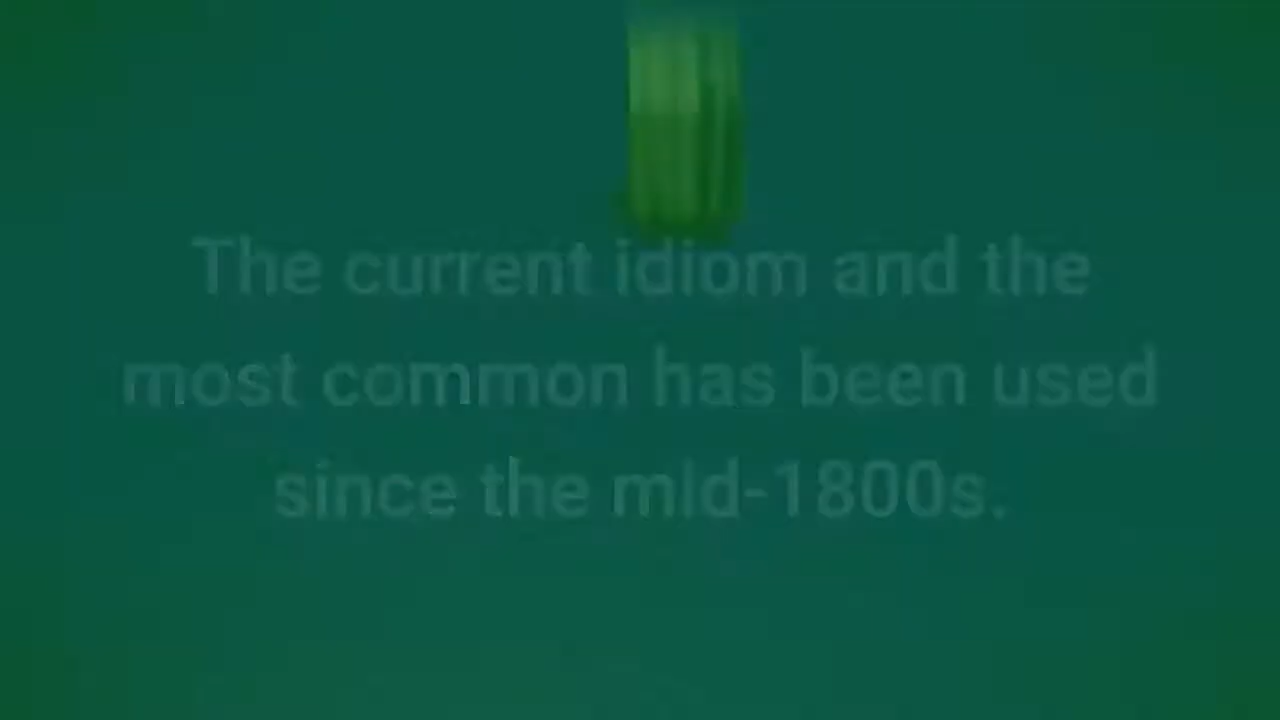 The current idiom and the
most common has been used
since the mid-1800s.